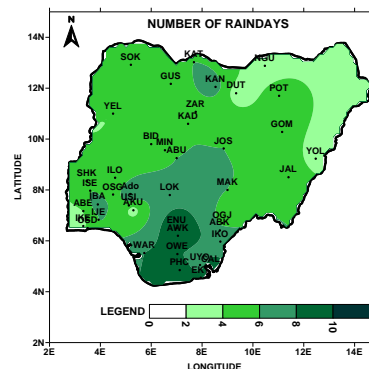 NUMBER OF RAINDAYS
14N
N
KAT
SOK
NGU
12N
GUS
KAN
DUT
POT
YEL
ZAR
KAD
GOM
10N
BID
MIN
ABU
JOS
YOL
SHK
ILO
JAL
ISE
OSG
Ado
LOK
MAK
8N
IBA
USI
ABE
IJE
AKU
IKE
OSD
ENU
OGJ
ABK
AWK
IKO
6N
WAR
OWE
PHC
UYO
CAL
EK
4N
LEGEND
0 2 4 6 8 10
2N
2E 4E 6E 8E 10E 12E 14E
LATITUDE
LONGITUDE